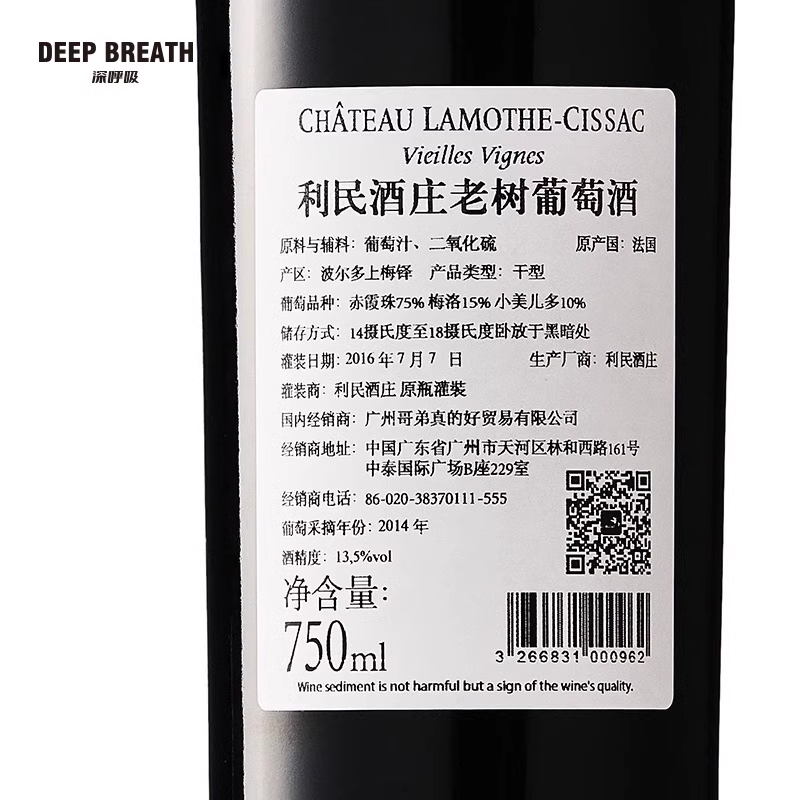 DEEP BREATH
深呼吸
CHÂTEAU LAMOTHE-CISSAC
Vieilles Vignes
利民酒庄老树葡萄酒
原料与辅料：葡萄汁、二氧化硫 原产国：法国
产区：波尔多上梅铎 产品类型：干型
葡萄品种：赤霞珠75% 梅洛15% 小美儿多10%
储存方式：14摄氏度至18摄氏度卧放于黑暗处
灌装日期：2016 年 7 月 7 日 生产厂商：利民酒庄
灌装商：利民酒庄 原瓶灌裝
国内经销商：广州哥弟真的好贸易有限公司
经销商地址：中国广东省广州市天河区林和西路161号
中泰国际广场B座229室
经销商电话：86-020-38370111-555
葡萄采摘年份：2014 年
酒精度：13,5%vol
净含量：
750ml
3 266831 000962
Wine sediment is not harmful but a sign of the wine's quality.